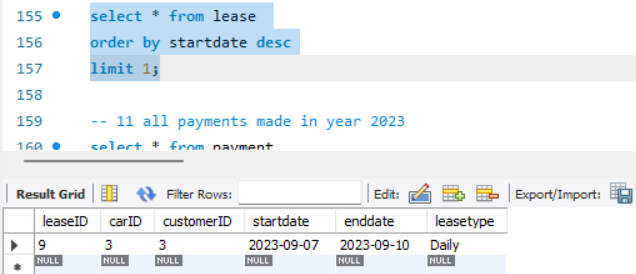 155 select * from lease
156 order by startdate desc
157 limit 1;
158
159 -- 11 all payments made in year 2023
160 select * from payment
Result Grid Filter Rows: Edit: Export/Import:
leaseID carID customerID startdate enddate leasetype
9 3 3 2023-09-07 2023-09-10 Daily
NULL NULL NULL NULL NULL NULL